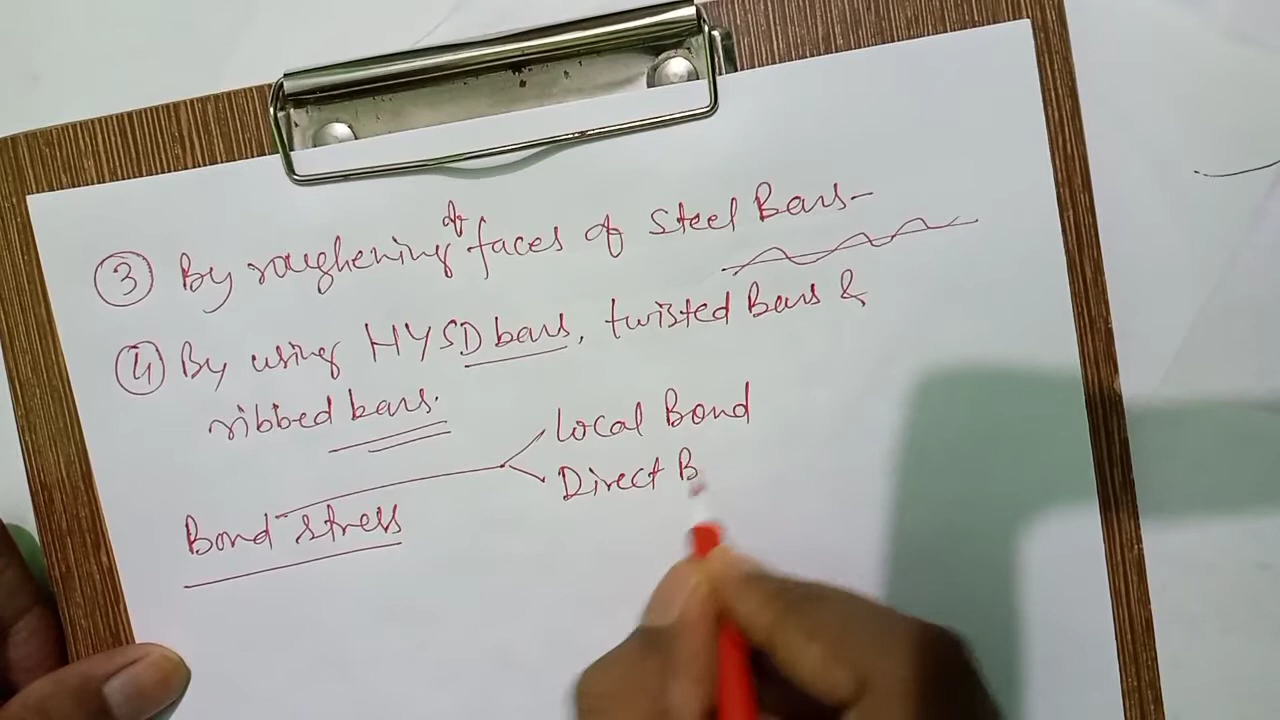 ③ By roughening of faces of Steel Bars-
④ By using HYSD bars, twisted Bars &
ribbed bars.
Local Bond
Direct B
Bond stress